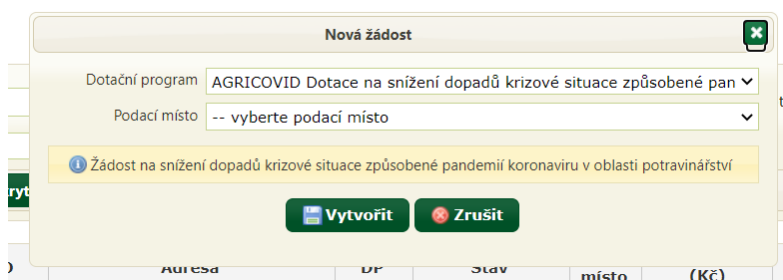 Nová žádost
Dotační program AGRICOVID Dotace na snížení dopadů krizové situace způsobené pan
Podací místo -- vyberte podací místo
Žádost na snížení dopadů krizové situace způsobené pandemií koronaviru v oblasti potravinářství
Vytvořit Zrušit
Adresa DP Stav místo (Kč)